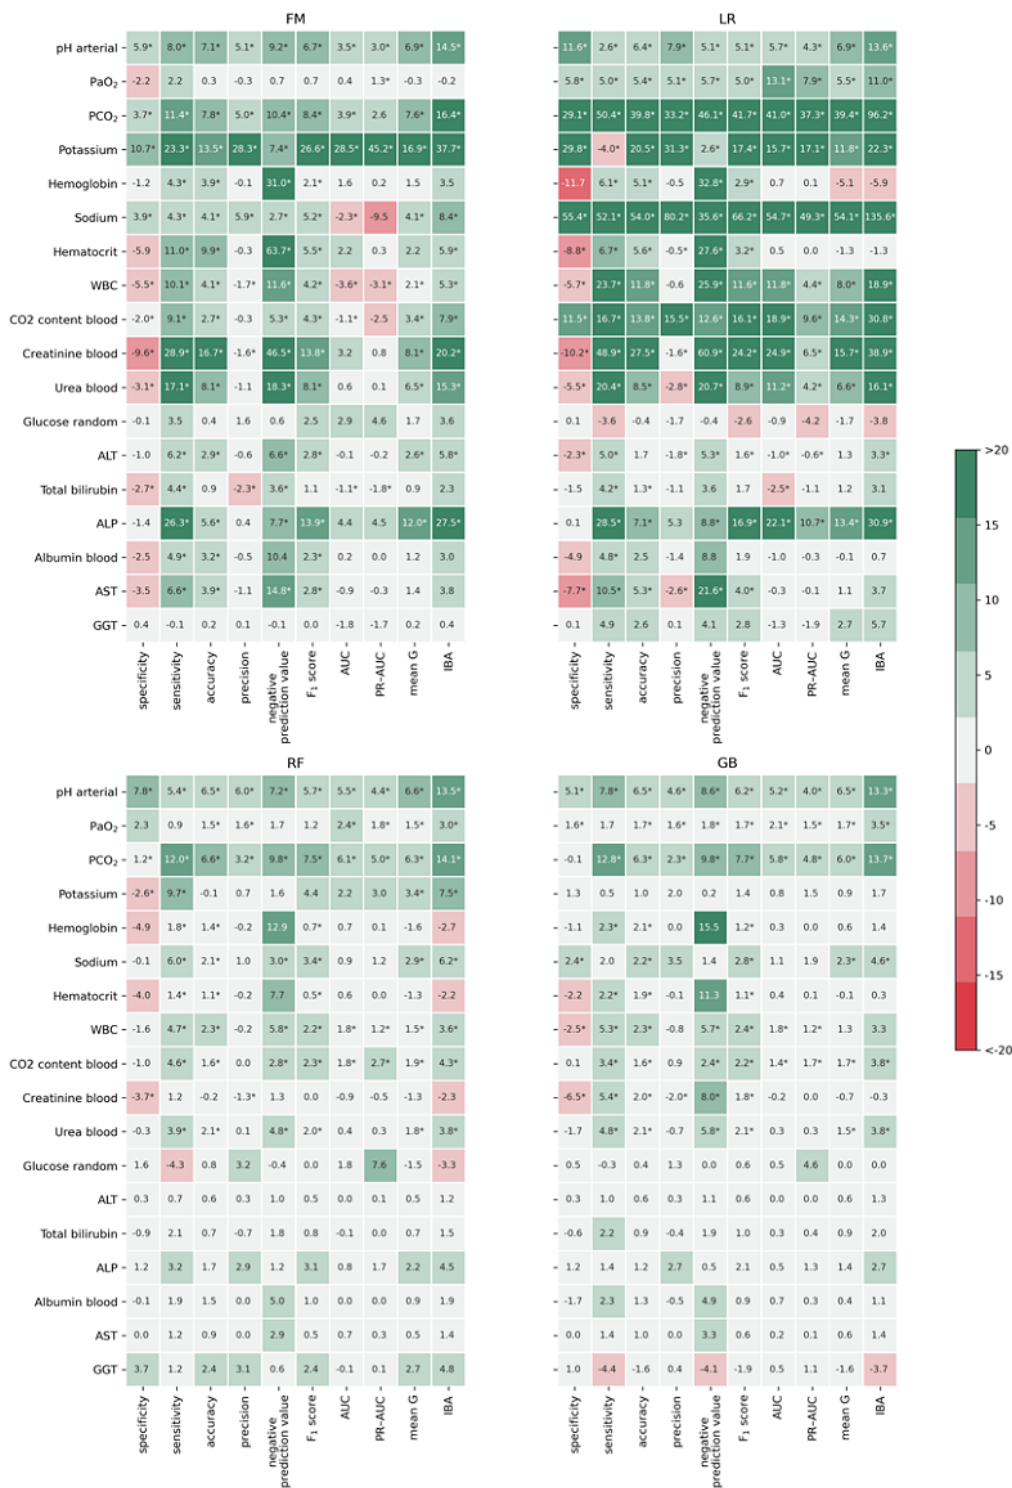 FM
pH arterial 5.9* 8.0* 7.1* 5.1* 9.2* 6.7* 3.5* 3.0* 6.9* 14.5*
PaO₂ -2.2 2.2 0.3 -0.3 0.7 0.7 0.4 1.3* -0.3 -0.2
PCO₂ 3.7* 11.4* 7.8* 5.0* 10.4* 8.4* 3.9* 2.6 7.6* 16.4*
Potassium 10.7* 23.3* 13.5* 28.3* 7.4* 26.6* 28.5* 45.2* 16.9* 37.7*
Hemoglobin -1.2 4.3* 3.9* -0.1 31.0* 2.1* 1.6 0.2 1.5 3.5
Sodium 3.9* 4.3* 4.1* 5.9* 2.7* 5.2* -2.3* -9.5 4.1* 8.4*
Hematocrit -5.9 11.0* 9.9* -0.3 63.7* 5.5* 2.2 0.3 2.2 5.9*
WBC -5.5* 10.1* 4.1* -1.7* 11.6* 4.2* -3.6* -3.1* 2.1* 5.3*
CO2 content blood -2.0* 9.1* 2.7* -0.3 5.3* 4.3* -1.1* -2.5 3.4* 7.9*
Creatinine blood -9.6* 28.9* 16.7* -1.6* 46.5* 13.8* 3.2 0.8 8.1* 20.2*
Urea blood -3.1* 17.1* 8.1* -1.1 18.3* 8.1* 0.6 0.1 6.5* 15.3*
Glucose random -0.1 3.5 0.4 1.6 0.6 2.5 2.9 4.6 1.7 3.6
ALT -1.0 6.2* 2.9* -0.6 6.6* 2.8* -0.1 -0.2 2.6* 5.8*
Total bilirubin -2.7* 4.4* 0.9 -2.3* 3.6* 1.1 -1.1* -1.8* 0.9 2.3
ALP -1.4 26.3* 5.6* 0.4 7.7* 13.9* 4.4 4.5 12.0* 27.5*
Albumin blood -2.5 4.9* 3.2* -0.5 10.4 2.3* 0.2 0.0 1.2 3.0
AST -3.5 6.6* 3.9* -1.1 14.8* 2.8* -0.9 -0.3 1.4 3.8
GGT 0.4 -0.1 0.2 0.1 -0.1 0.0 -1.8 -1.7 0.2 0.4
specificity sensitivity accuracy precision negative prediction value F₁ score AUC PR-AUC mean G IBA
LR
11.6* 2.6* 6.4* 7.9* 5.1* 5.1* 5.7* 4.3* 6.9* 13.6*
5.8* 5.0* 5.4* 5.1* 5.7* 5.0* 13.1* 7.9* 5.5* 11.0*
29.1* 50.4* 39.8* 33.2* 46.1* 41.7* 41.0* 37.3* 39.4* 96.2*
29.8* -4.0* 20.5* 31.3* 2.6* 17.4* 15.7* 17.1* 11.8* 22.3*
-11.7 6.1* 5.1* -0.5 32.8* 2.9* 0.7 0.1 -5.1 -5.9
55.4* 52.1* 54.0* 80.2* 35.6* 66.2* 54.7* 49.3* 54.1* 135.6*
-8.8* 6.7* 5.6* -0.5* 27.6* 3.2* 0.5 0.0 -1.3 -1.3
-5.7* 23.7* 11.8* -0.6 25.9* 11.6* 11.8* 4.4* 8.0* 18.9*
11.5* 16.7* 13.8* 15.5* 12.6* 16.1* 18.9* 9.6* 14.3* 30.8*
-10.2* 48.9* 27.5* -1.6* 60.9* 24.2* 24.9* 6.5* 15.7* 38.9*
-5.5* 20.4* 8.5* -2.8* 20.7* 8.9* 11.2* 4.2* 6.6* 16.1*
0.1 -3.6* -0.4 -1.7 -0.4 -2.6* -0.9 -4.2* -1.7 -3.8*
-2.3* 5.0* 1.7 -1.8* 5.3* 1.6* -1.0* -0.6* 1.3 3.3*
-1.5 4.2* 1.3* -1.1 3.6 1.7 -2.5* -1.1 1.2 3.1
0.1 28.5* 7.1* 5.3 8.8* 16.9* 22.1* 10.7* 13.4* 30.9*
-4.9 4.8* 2.5 -1.4 8.8 1.9 -1.0 -0.3 -0.1 0.7
-7.7* 10.5* 5.3* -2.6* 21.6* 4.0* -0.3 -0.1 1.1 3.7
0.1 4.9 2.6 0.1 4.1 2.8 -1.3 -1.9 2.7 5.7
specificity sensitivity accuracy precision negative prediction value F₁ score AUC PR-AUC mean G IBA
>20
15
10
5
0
-5
-10
-15
<-20
RF
pH arterial 7.8* 5.4* 6.5* 6.0* 7.2* 5.7* 5.5* 4.4* 6.6* 13.5*
PaO₂ 2.3 0.9 1.5* 1.6* 1.7 1.2 2.4* 1.8* 1.5* 3.0*
PCO₂ 1.2* 12.0* 6.6* 3.2* 9.8* 7.5* 6.1* 5.0* 6.3* 14.1*
Potassium -2.6* 9.7* -0.1 0.7 1.6 4.4 2.2 3.0 3.4* 7.5*
Hemoglobin -4.9 1.8* 1.4* -0.2 12.9 0.7* 0.7 0.1 -1.6 -2.7
Sodium -0.1 6.0* 2.1* 1.0 3.0* 3.4* 0.9 1.2 2.9* 6.2*
Hematocrit -4.0 1.4* 1.1* -0.2 7.7 0.5* 0.6 0.0 -1.3 -2.2
WBC -1.6 4.7* 2.3* -0.2 5.8* 2.2* 1.8* 1.2* 1.5* 3.6*
CO2 content blood -1.0 4.6* 1.6* 0.0 2.8* 2.3* 1.8* 2.7* 1.9* 4.3*
Creatinine blood -3.7* 1.2 -0.2 -1.3* 1.3 0.0 -0.9 -0.5 -1.3 -2.3
Urea blood -0.3 3.9* 2.1* 0.1 4.8* 2.0* 0.4 0.3 1.8* 3.8*
Glucose random 1.6 -4.3 0.8 3.2 -0.4 0.0 1.8 7.6 -1.5 -3.3
ALT 0.3 0.7 0.6 0.3 1.0 0.5 0.0 0.1 0.5 1.2
Total bilirubin -0.9 2.1 0.7 -0.7 1.8 0.8 -0.1 0.0 0.7 1.5
ALP 1.2 3.2 1.7 2.9 1.2 3.1 0.8 1.7 2.2 4.5
Albumin blood -0.1 1.9 1.5 0.0 5.0 1.0 0.0 0.0 0.9 1.9
AST 0.0 1.2 0.9 0.0 2.9 0.5 0.7 0.3 0.5 1.4
GGT 3.7 1.2 2.4 3.1 0.6 2.4 -0.1 0.1 2.7 4.8
specificity sensitivity accuracy precision negative prediction value F₁ score AUC PR-AUC mean G IBA
GB
5.1* 7.8* 6.5* 4.6* 8.6* 6.2* 5.2* 4.0* 6.5* 13.3*
1.6* 1.7 1.7* 1.6* 1.8* 1.7* 2.1* 1.5* 1.7* 3.5*
-0.1 12.8* 6.3* 2.3* 9.8* 7.7* 5.8* 4.8* 6.0* 13.7*
1.3 0.5 1.0 2.0 0.2 1.4 0.8 1.5 0.9 1.7
-1.1 2.3* 2.1* 0.0 15.5 1.2* 0.3 0.0 0.6 1.4
2.4* 2.0 2.2* 3.5 1.4 2.8* 1.1 1.9 2.3* 4.6*
-2.2 2.2* 1.9* -0.1 11.3 1.1* 0.4 0.1 -0.1 0.3
-2.5* 5.3* 2.3* -0.8 5.7* 2.4* 1.8* 1.2* 1.3 3.3
0.1 3.4* 1.6* 0.9 2.4* 2.2* 1.4* 1.7* 1.7* 3.8*
-6.5* 5.4* 2.0* -2.0* 8.0* 1.8* -0.2 0.0 -0.7 -0.3
-1.7 4.8* 2.1* -0.7 5.8* 2.1* 0.3 0.3 1.5* 3.8*
0.5 -0.3 0.4 1.3 0.0 0.6 0.5 4.6 0.0 0.0
0.3 1.0 0.6 0.3 1.1 0.6 0.0 0.0 0.6 1.3
-0.6 2.2 0.9 -0.4 1.9 1.0 0.3 0.4 0.9 2.0
1.2 1.4 1.2 2.7 0.5 2.1 0.5 1.3 1.4 2.7
-1.7 2.3 1.3 -0.5 4.9 0.9 0.7 0.3 0.4 1.1
0.0 1.4 1.0 0.0 3.3 0.6 0.2 0.1 0.6 1.4
1.0 -4.4 -1.6 0.4 -4.1 -1.9 0.5 1.1 -1.6 -3.7
specificity sensitivity accuracy precision negative prediction value F₁ score AUC PR-AUC mean G IBA